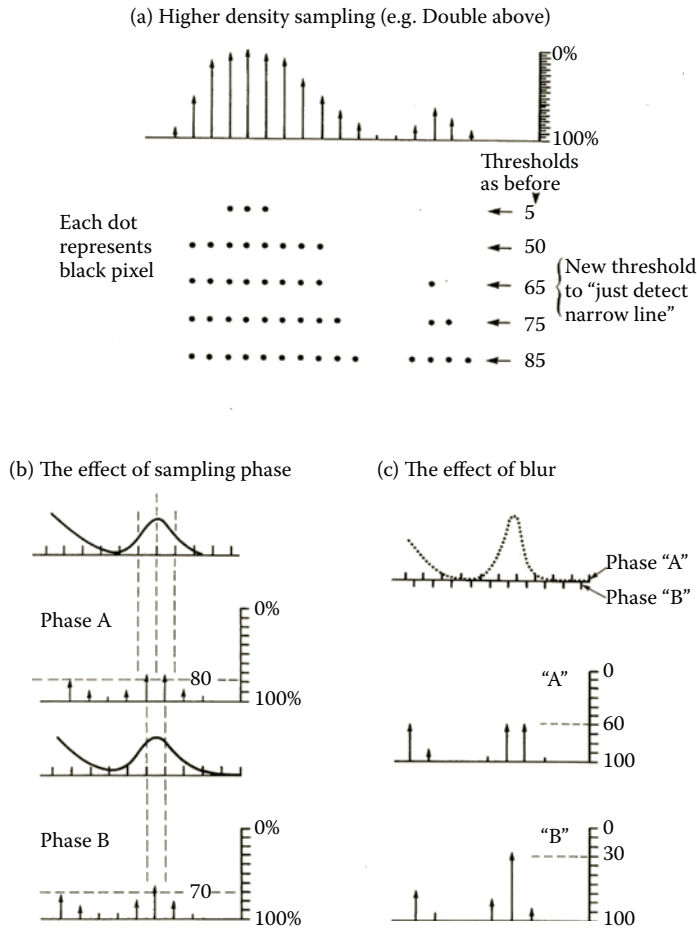 (a) Higher density sampling (e.g. Double above)
0%
100%
Thresholds
as before
Each dot
represents
black pixel
5
50
65
75
85
New threshold
to “just detect
narrow line”
(b) The effect of sampling phase
Phase A
0%
80
100%
Phase B
0%
70
100%
(c) The effect of blur
Phase “A”
Phase “B”
“A”
0
60
100
“B”
0
30
100